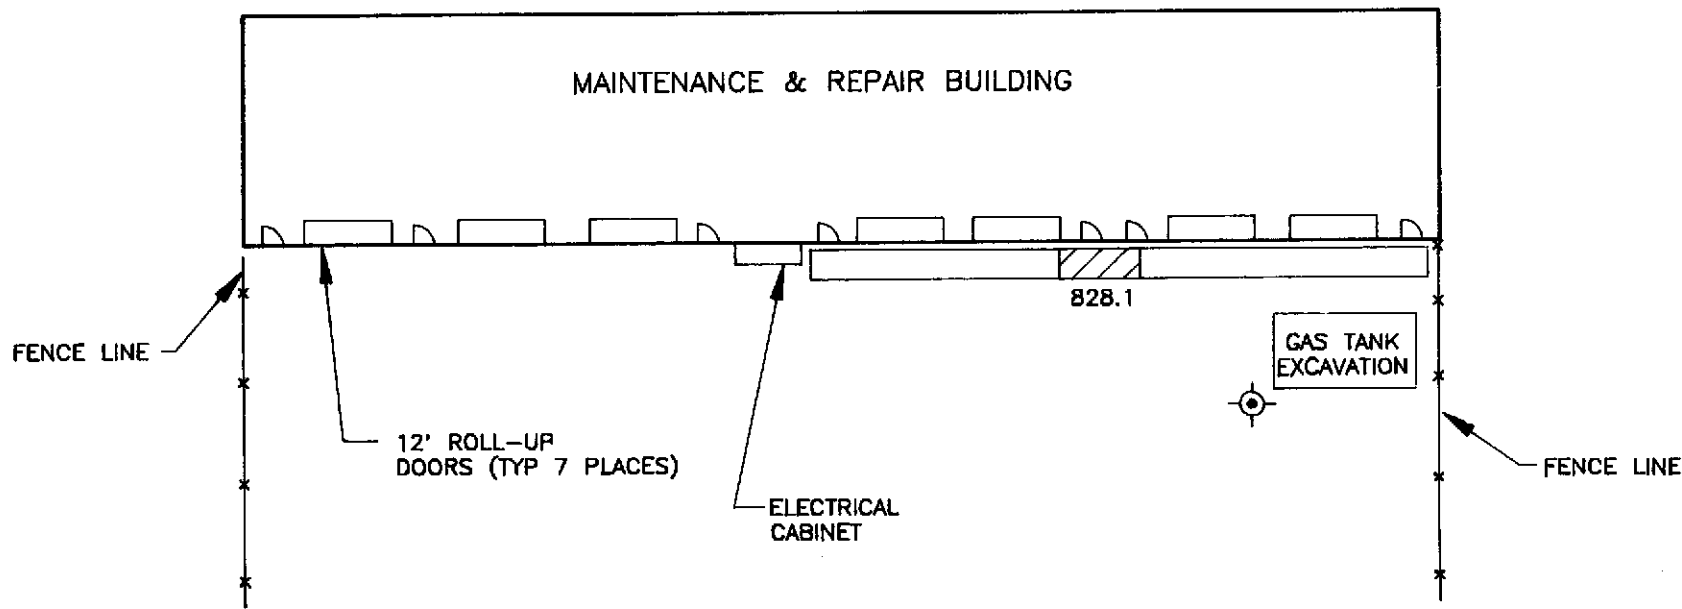 MAINTENANCE & REPAIR BUILDING
828.1
GAS TANK
EXCAVATION
FENCE LINE
12' ROLL-UP
DOORS (TYP 7 PLACES)
FENCE LINE
ELECTRICAL
CABINET